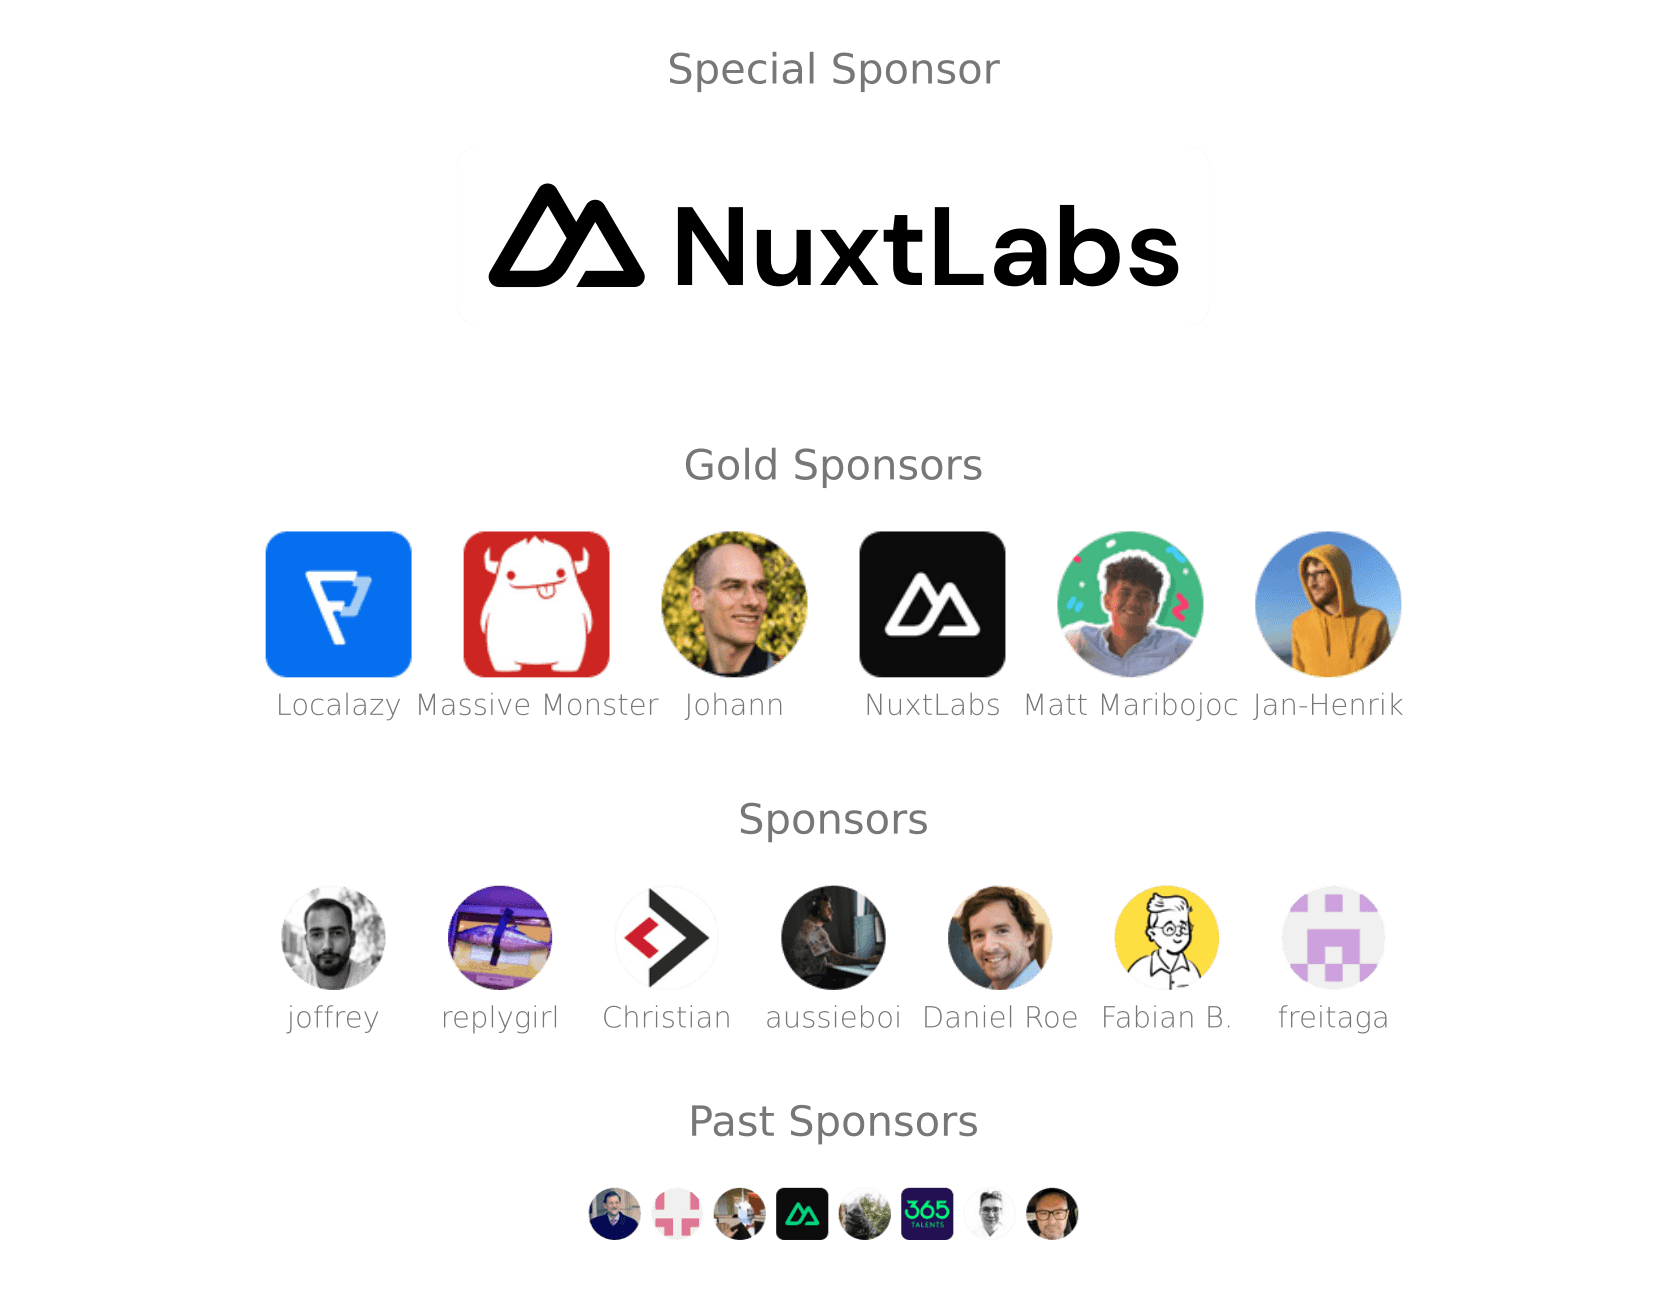 Special Sponsor
NuxtLabs
Gold Sponsors
Localazy Massive Monster Johann NuxtLabs Matt Maribojoc Jan-Henrik
Sponsors
joffrey replygirl Christian aussieboi Daniel Roe Fabian B. freitaga
Past Sponsors
365
TALENTS